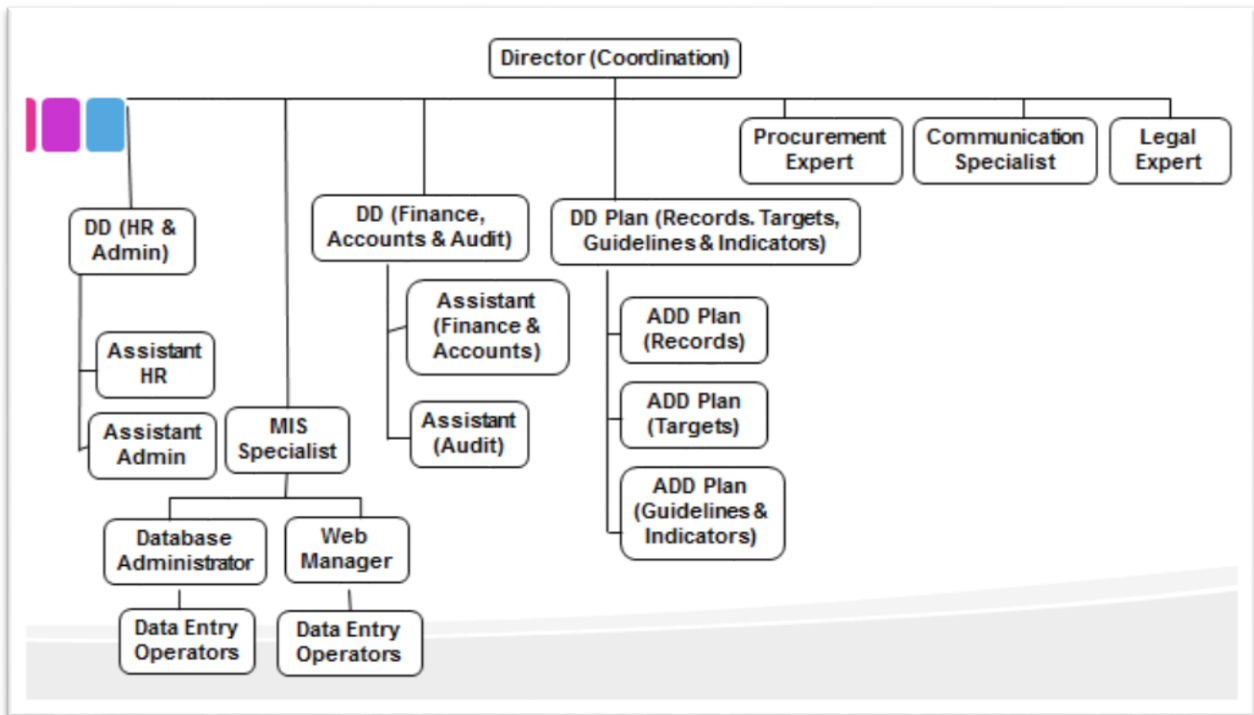 Director (Coordination)
Procurement
Expert
Communication
Specialist
Legal
Expert
DD (HR &
Admin)
DD (Finance,
Accounts & Audit)
DD Plan (Records. Targets,
Guidelines & Indicators)
Assistant
HR
Assistant
Admin
MIS
Specialist
Assistant
(Finance &
Accounts)
Assistant
(Audit)
ADD Plan
(Records)
ADD Plan
(Targets)
ADD Plan
(Guidelines &
Indicators)
Database
Administrator
Web
Manager
Data Entry
Operators
Data Entry
Operators